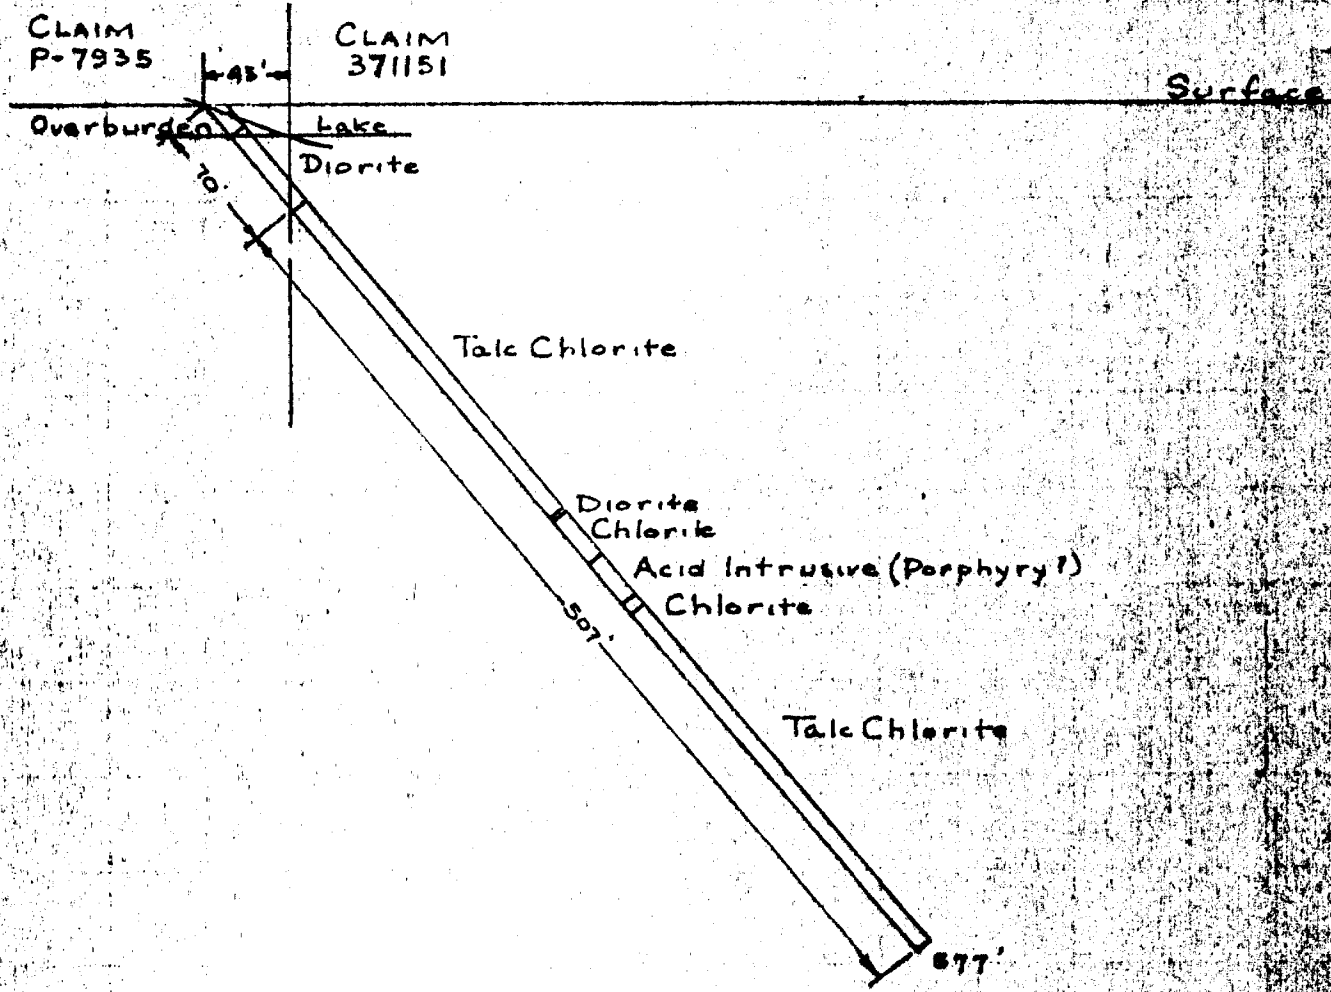 CLAIM
P-7935
CLAIM
371151
45'
Surface
Overburden
Lake
Diorite
70'
Talc Chlorite
Diorite
Chlorite
Acid Intrusive (Porphyry?)
Chlorite
507'
Talc Chlorite
577'